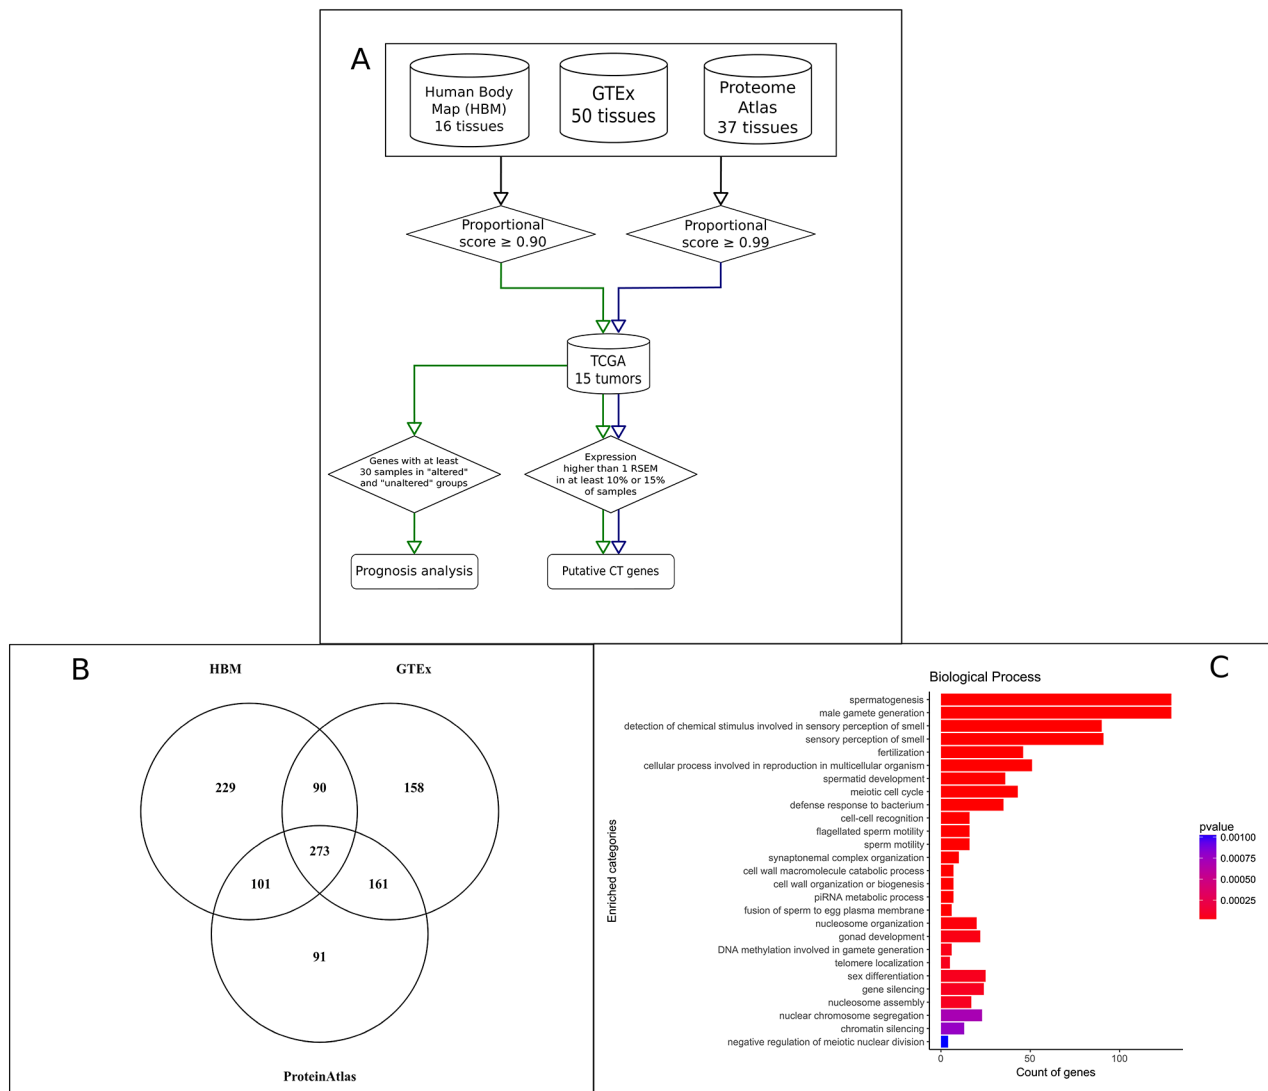 A
Human Body
Map (HBM)
16 tissues
GTEx
50 tissues
Proteome
Atlas
37 tissues
Proportional
score ≥ 0.90
Proportional
score ≥ 0.99
TCGA
15 tumors
Genes with at least
30 samples in "altered"
and "unaltered" groups
Expression
higher than 1 RSEM
in at least 10% or 15%
of samples
Prognosis analysis
Putative CT genes
B
HBM
GTEx
229
90
158
273
101
161
91
ProteinAtlas
C
Biological Process
Enriched categories
spermatogenesis
male gamete generation
detection of chemical stimulus involved in sensory perception of smell
sensory perception of smell
fertilization
cellular process involved in reproduction in multicellular organism
spermatid development
meiotic cell cycle
defense response to bacterium
cell-cell recognition
flagellated sperm motility
sperm motility
synaptonemal complex organization
cell wall macromolecule catabolic process
cell wall organization or biogenesis
piRNA metabolic process
fusion of sperm to egg plasma membrane
nucleosome organization
gonad development
DNA methylation involved in gamete generation
telomere localization
sex differentiation
gene silencing
nucleosome assembly
nuclear chromosome segregation
chromatin silencing
negative regulation of meiotic nuclear division
0
50
100
Count of genes
pvalue
0.00100
0.00075
0.00050
0.00025